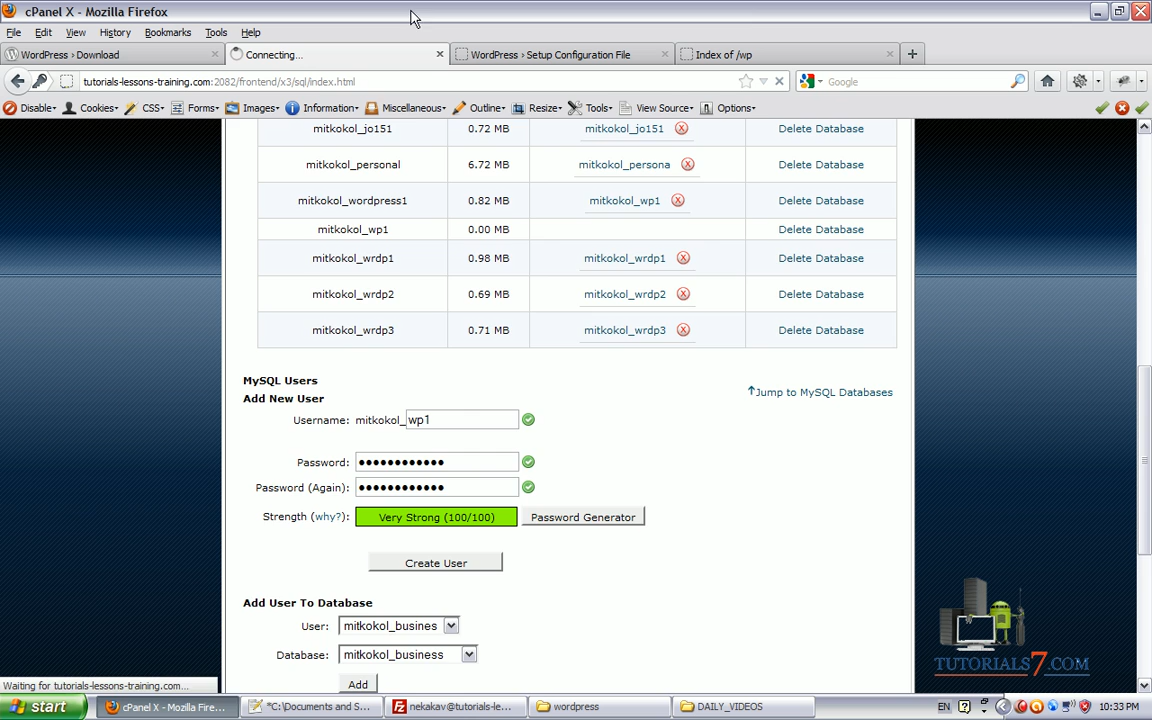 cPanel X - Mozilla Firefox
File Edit View History Bookmarks Tools Help
WordPress › Download
Connecting...
WordPress › Setup Configuration File
Index of /wp
tutorials-lessons-training.com:2082/frontend/x3/sql/index.html
Google
Disable Cookies CSS Forms Images Information Miscellaneous Outline Resize Tools View Source Options
mitkokol_jo151 0.72 MB mitkokol_jo151 Delete Database
mitkokol_personal 6.72 MB mitkokol_persona Delete Database
mitkokol_wordpress1 0.82 MB mitkokol_wp1 Delete Database
mitkokol_wp1 0.00 MB Delete Database
mitkokol_wrdp1 0.98 MB mitkokol_wrdp1 Delete Database
mitkokol_wrdp2 0.69 MB mitkokol_wrdp2 Delete Database
mitkokol_wrdp3 0.71 MB mitkokol_wrdp3 Delete Database
MySQL Users
Jump to MySQL Databases
Add New User
Username: mitkokol_ wp1
Password: ●●●●●●●●●●●●
Password (Again): ●●●●●●●●●●●●
Strength (why?): Very Strong (100/100) Password Generator
Create User
Add User To Database
User: mitkokol_busines
Database: mitkokol_business
Add
TUTORIALS7.COM
Waiting for tutorials-lessons-training.com...
start
cPanel X - Mozilla Fire...
*C:\Documents and S...
nekakav@tutorials-le...
wordpress
DAILY_VIDEOS
EN
10:33 PM